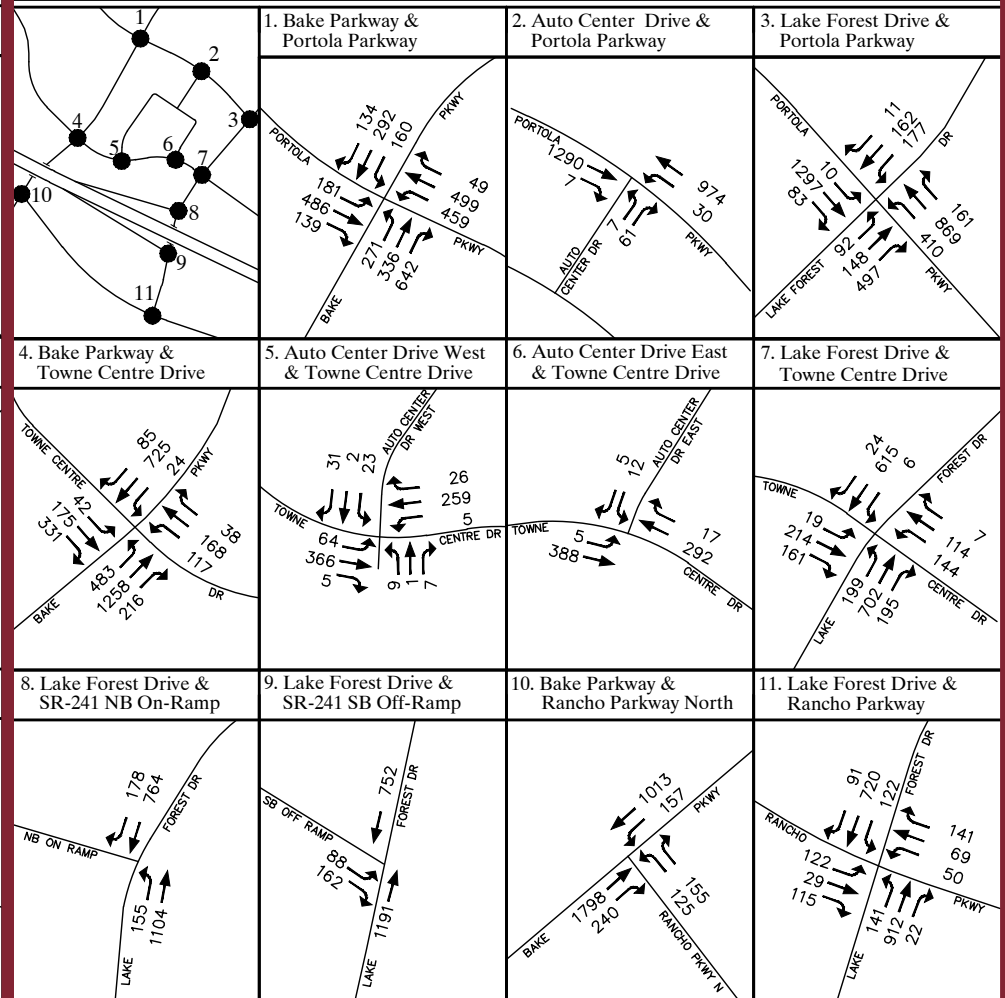 1
2
3
4
5
6
7
8
9
10
11
1. Bake Parkway &
Portola Parkway
134
292
160
181
486
139
49
499
459
271
336
642
PORTOLA
PKWY
PKWY
BAKE
2. Auto Center Drive &
Portola Parkway
PORTOLA
1290
7
974
30
7
61
AUTO
CENTER DR
PKWY
3. Lake Forest Drive &
Portola Parkway
PORTOLA
DR
11
162
177
10
1297
83
161
869
410
92
148
497
LAKE FOREST
PKWY
4. Bake Parkway &
Towne Centre Drive
TOWNE CENTRE
PKWY
85
725
24
42
175
331
38
168
117
483
1258
216
BAKE
DR
5. Auto Center Drive West
& Towne Centre Drive
AUTO CENTER
DR WEST
31
2
23
26
259
5
TOWNE
CENTRE DR
64
366
5
9
1
7
6. Auto Center Drive East
& Towne Centre Drive
AUTO CENTER
DR EAST
5
12
TOWNE
5
388
17
292
CENTRE DR
7. Lake Forest Drive &
Towne Centre Drive
24
615
6
FOREST DR
TOWNE
19
214
161
7
114
144
199
702
195
LAKE
CENTRE DR
8. Lake Forest Drive &
SR-241 NB On-Ramp
178
764
FOREST DR
NB ON RAMP
155
1104
LAKE
9. Lake Forest Drive &
SR-241 SB Off-Ramp
752
FOREST DR
SB OFF RAMP
88
162
1191
LAKE
10. Bake Parkway &
Rancho Parkway North
1013
157
PKWY
1798
240
155
125
BAKE
RANCHO PKWY N
11. Lake Forest Drive &
Rancho Parkway
91
720
122
FOREST DR
RANCHO
122
29
115
141
69
50
PKWY
141
912
22
LAKE